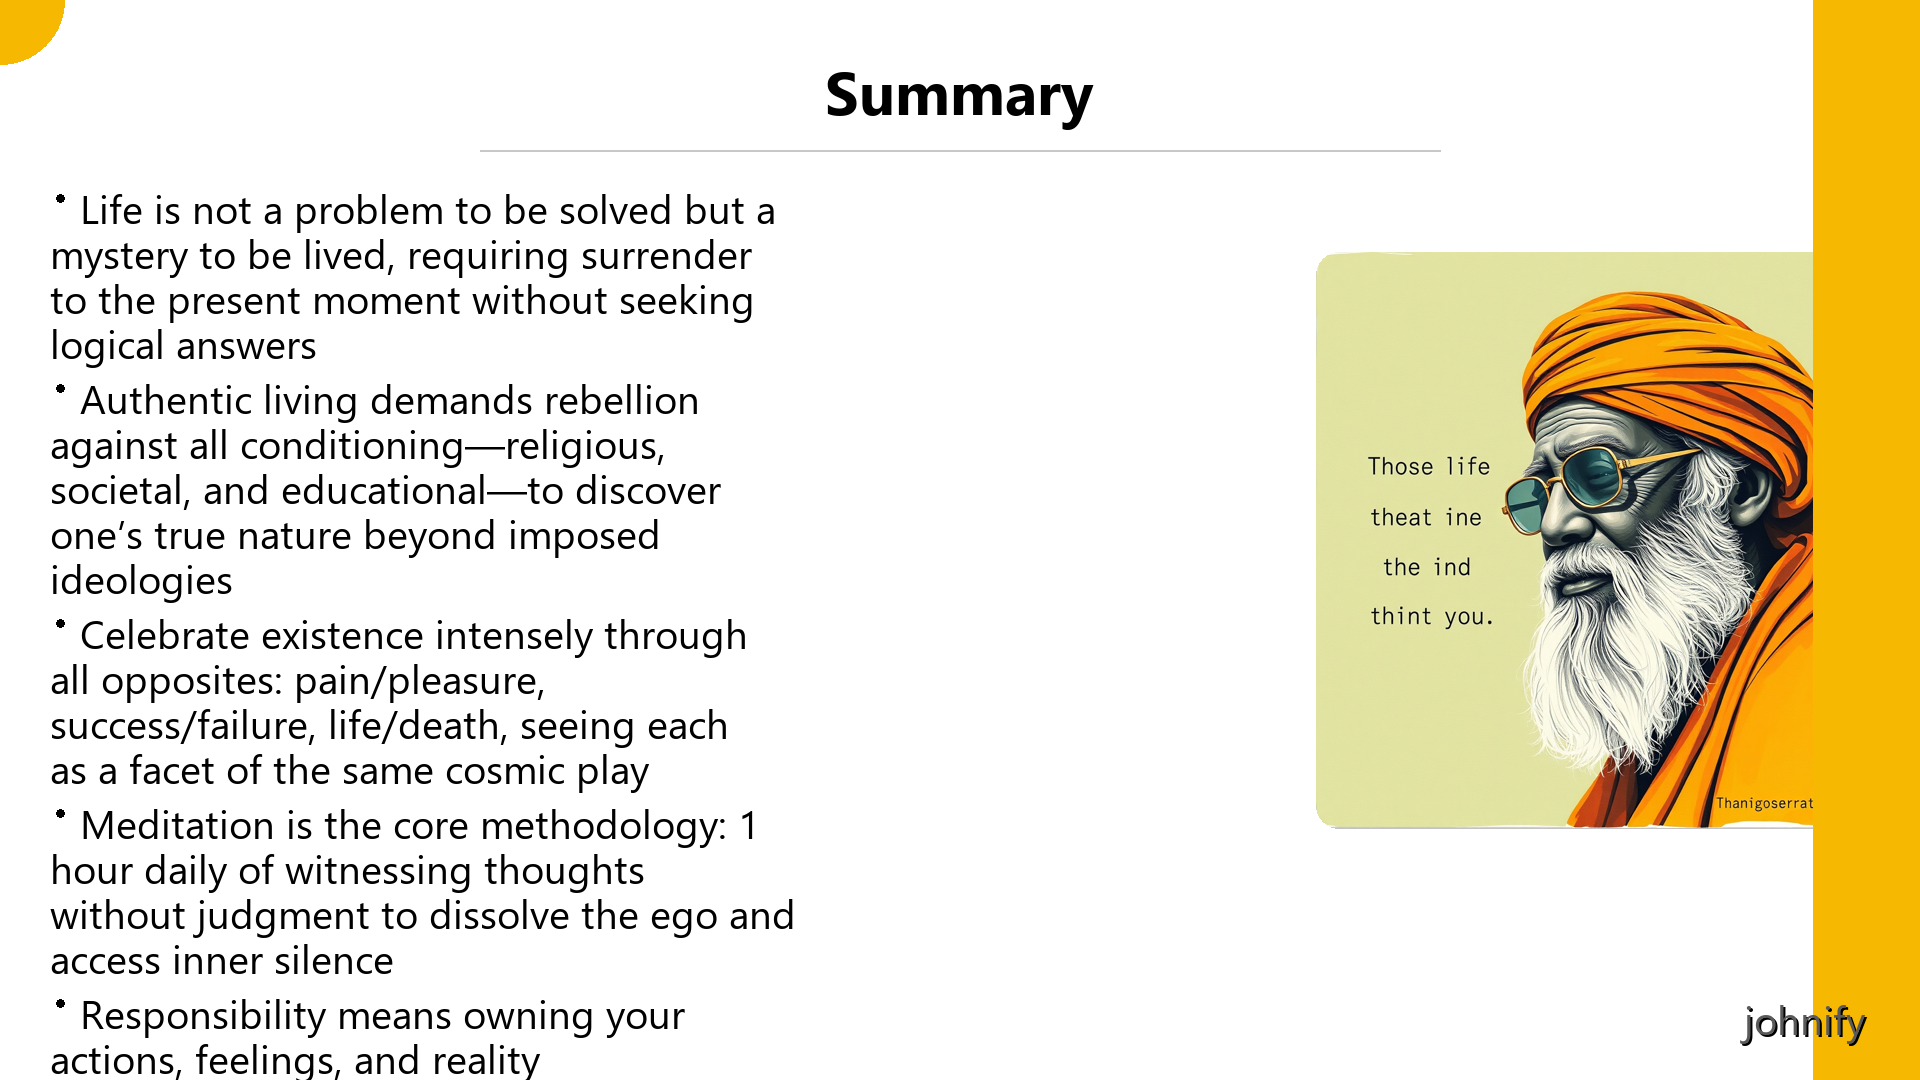 Summary
• Life is not a problem to be solved but a
mystery to be lived, requiring surrender
to the present moment without seeking
logical answers
• Authentic living demands rebellion
against all conditioning—religious,
societal, and educational—to discover
one’s true nature beyond imposed
ideologies
• Celebrate existence intensely through
all opposites: pain/pleasure,
success/failure, life/death, seeing each
as a facet of the same cosmic play
• Meditation is the core methodology: 1
hour daily of witnessing thoughts
without judgment to dissolve the ego and
access inner silence
• Responsibility means owning your
actions, feelings, and reality
Those life
theat ine
the ind
thint you.
Thanigoserrat
johnify